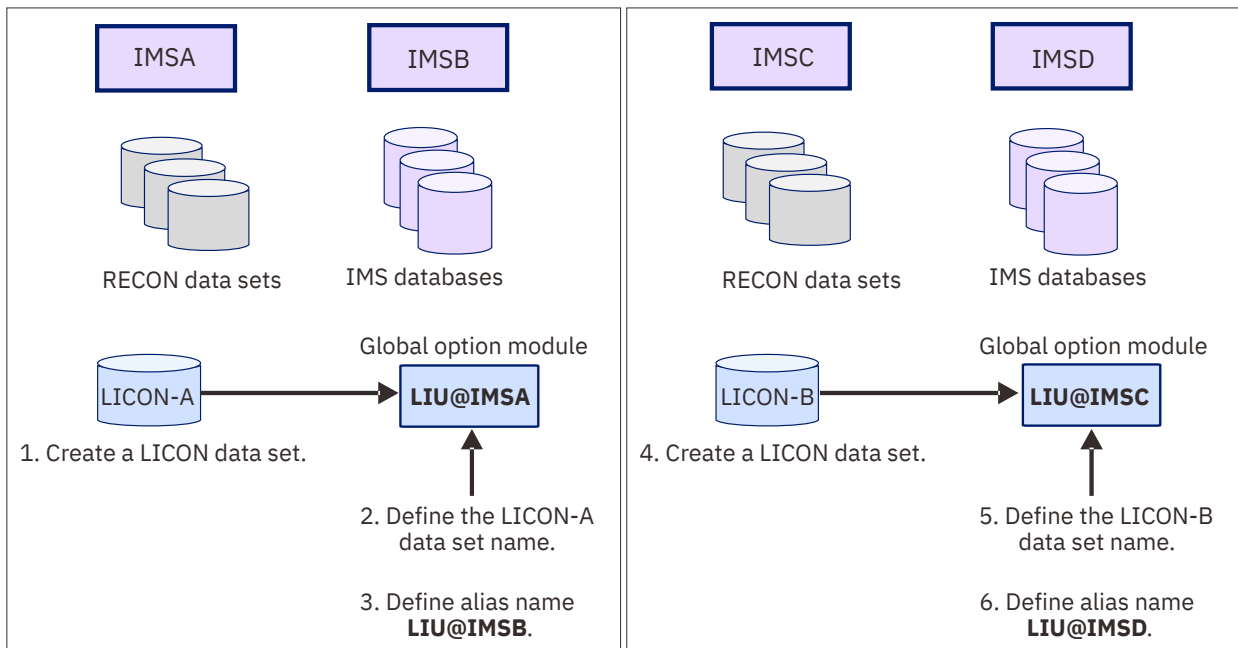 IMSA
IMSB
RECON data sets
IMS databases
Global option module
LICON-A
LIU@IMSA
1. Create a LICON data set.
2. Define the LICON-A
data set name.
3. Define alias name
LIU@IMSB.
IMSC
IMSD
RECON data sets
IMS databases
Global option module
LICON-B
LIU@IMSC
4. Create a LICON data set.
5. Define the LICON-B
data set name.
6. Define alias name
LIU@IMSD.